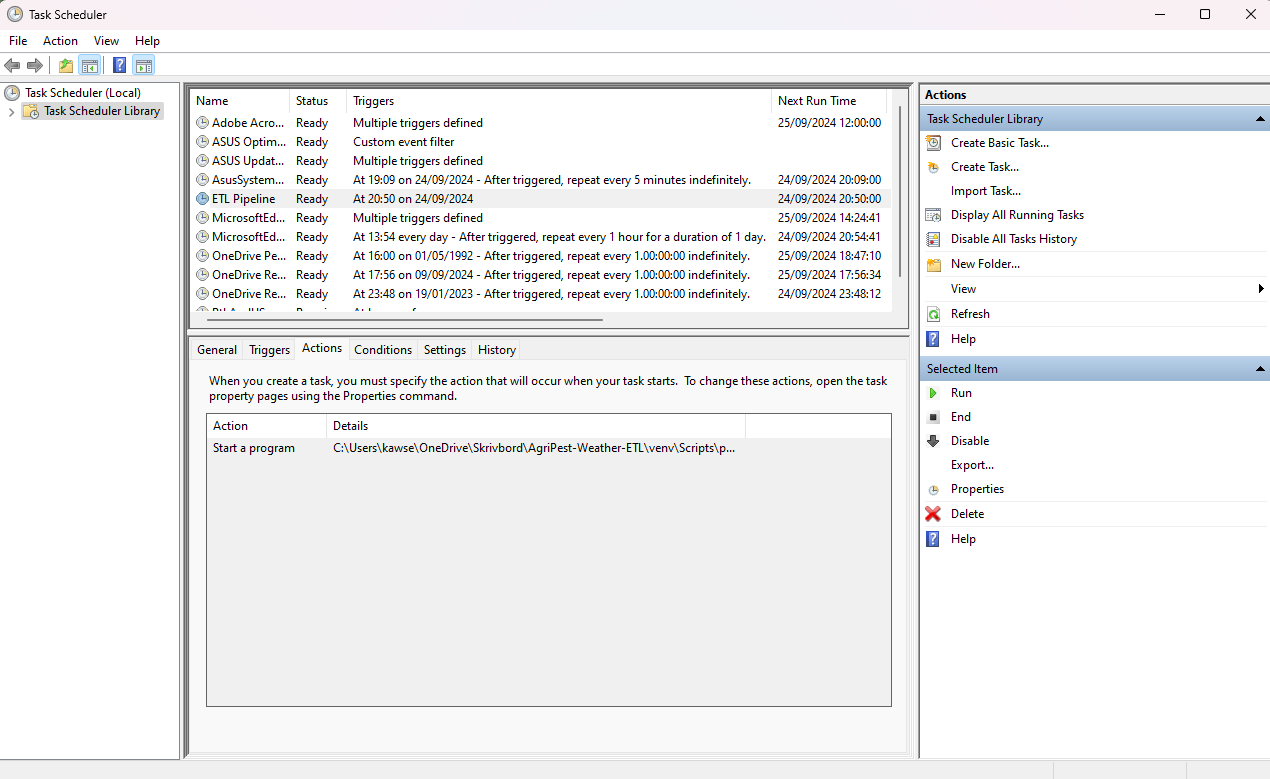 Task Scheduler
File Action View Help
Task Scheduler (Local)
Task Scheduler Library
Name Status Triggers Next Run Time
Adobe Acro... Ready Multiple triggers defined 25/09/2024 12:00:00
ASUS Optim... Ready Custom event filter
ASUS Updat... Ready Multiple triggers defined
AsusSystem... Ready At 19:09 on 24/09/2024 - After triggered, repeat every 5 minutes indefinitely. 24/09/2024 20:09:00
ETL Pipeline Ready At 20:50 on 24/09/2024 24/09/2024 20:50:00
MicrosoftEd... Ready Multiple triggers defined 25/09/2024 14:24:41
MicrosoftEd... Ready At 13:54 every day - After triggered, repeat every 1 hour for a duration of 1 day. 24/09/2024 20:54:41
OneDrive Pe... Ready At 16:00 on 01/05/1992 - After triggered, repeat every 1.00:00:00 indefinitely. 25/09/2024 18:47:10
OneDrive Re... Ready At 17:56 on 09/09/2024 - After triggered, repeat every 1.00:00:00 indefinitely. 25/09/2024 17:56:34
OneDrive Re... Ready At 23:48 on 19/01/2023 - After triggered, repeat every 1.00:00:00 indefinitely. 24/09/2024 23:48:12
General Triggers Actions Conditions Settings History
When you create a task, you must specify the action that will occur when your task starts. To change these actions, open the task
property pages using the Properties command.
Action Details
Start a program C:\Users\kawse\OneDrive\Skrivbord\AgriPest-Weather-ETL\venv\Scripts\p...
Actions
Task Scheduler Library
Create Basic Task...
Create Task...
Import Task...
Display All Running Tasks
Disable All Tasks History
New Folder...
View
Refresh
Help
Selected Item
Run
End
Disable
Export...
Properties
Delete
Help